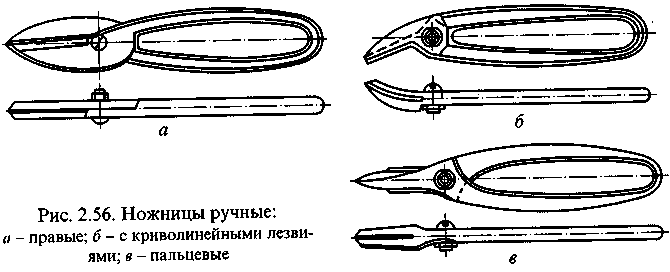 а
б
в
Рис. 2.56. Ножницы ручные:
а – правые; б – с криволинейными лезви-
ями; в – пальцевые